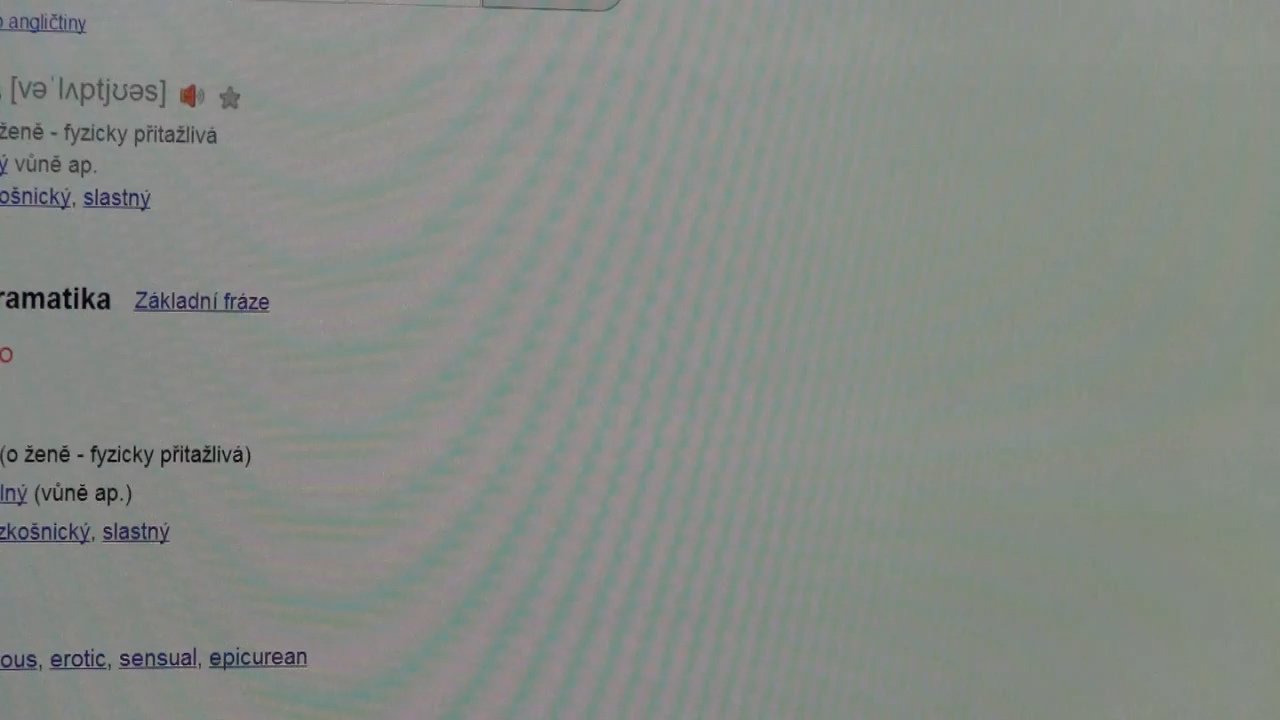 o angličtiny
[vəˈlʌptjʊəs]
ženě - fyzicky přitažlivá
ý vůně ap.
ošnický, slastný
ramatika Základní fráze
o
(o ženě - fyzicky přitažlivá)
lný (vůně ap.)
zkošnický, slastný
ous, erotic, sensual, epicurean